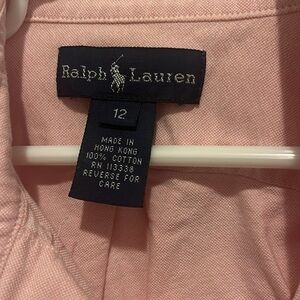 Ralph Lauren
12
MADE IN
HONG KONG
100% COTTON
RN 113338
REVERSE FOR
CARE